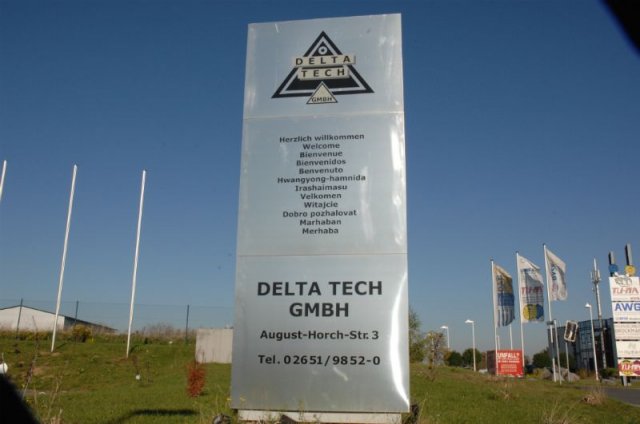 DELTA
TECH
GMBH
Herzlich willkommen
Welcome
Bienvenue
Bienvenidos
Benvenuto
Hwangyong-hamnida
Irashaimasu
Velkomen
Witajcie
Dobro pozhalovat
Marhaban
Merhaba
DELTA TECH
GMBH
August-Horch-Str. 3
Tel. 02651/9852-0
AWG
UNFALL?